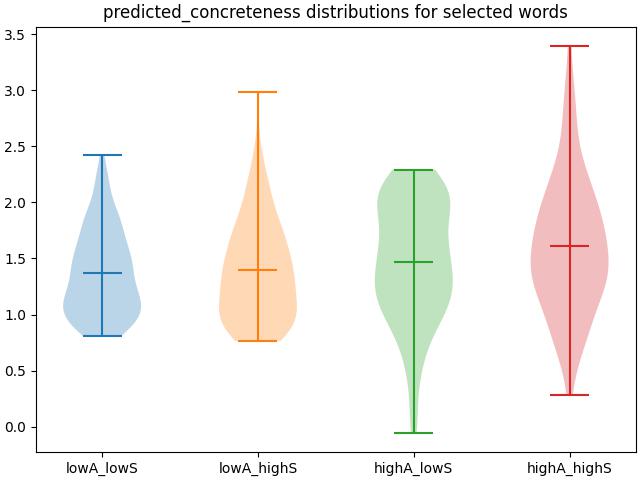 predicted_concreteness distributions for selected words
3.5
3.0
2.5
2.0
1.5
1.0
0.5
0.0
lowA_lowS
lowA_highS
highA_lowS
highA_highS